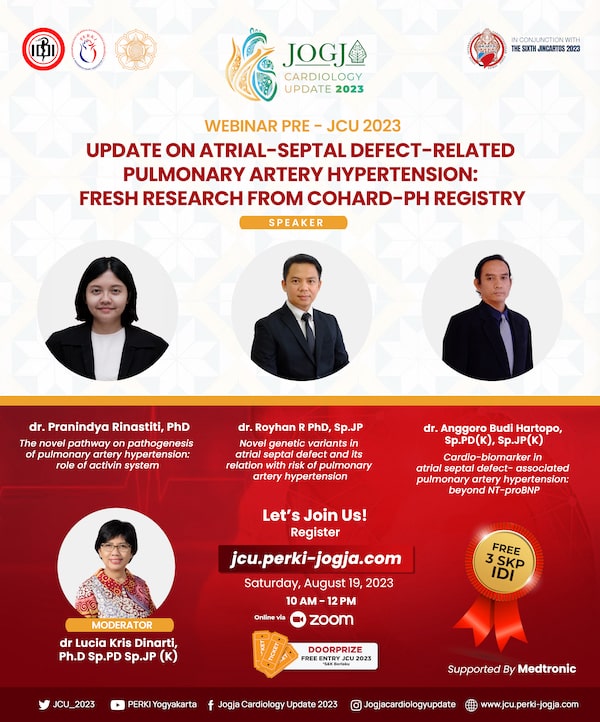 IDI
JOGJA
CARDIOLOGY
UPDATE 2023
IN CONJUNCTION WITH
THE SIXTH JINCARTOS 2023
WEBINAR PRE - JCU 2023
UPDATE ON ATRIAL-SEPTAL DEFECT-RELATED
PULMONARY ARTERY HYPERTENSION:
FRESH RESEARCH FROM COHARD-PH REGISTRY
SPEAKER
dr. Pranindya Rinastiti, PhD
The novel pathway on pathogenesis
of pulmonary artery hypertension:
role of activin system
dr. Royhan R PhD, Sp.JP
Novel genetic variants in
atrial septal defect and its
relation with risk of pulmonary
artery hypertension
dr. Anggoro Budi Hartopo,
Sp.PD(K), Sp.JP(K)
Cardio-biomarker in
atrial septal defect- associated
pulmonary artery hypertension:
beyond NT-proBNP
MODERATOR
dr Lucia Kris Dinarti,
Ph.D Sp.PD Sp.JP (K)
Let's Join Us!
Register
jcu.perki-jogja.com
Saturday, August 19, 2023
10 AM - 12 PM
Online via zoom
TICKET
TICKET
DOORPRIZE
FREE ENTRY JCU 2023
*S&K Berlaku
FREE
3 SKP
IDI
Supported By Medtronic
JCU_2023
PERKI Yogyakarta
Jogja Cardiology Update 2023
Jogjacardiologyupdate
www.jcu.perki-jogja.com